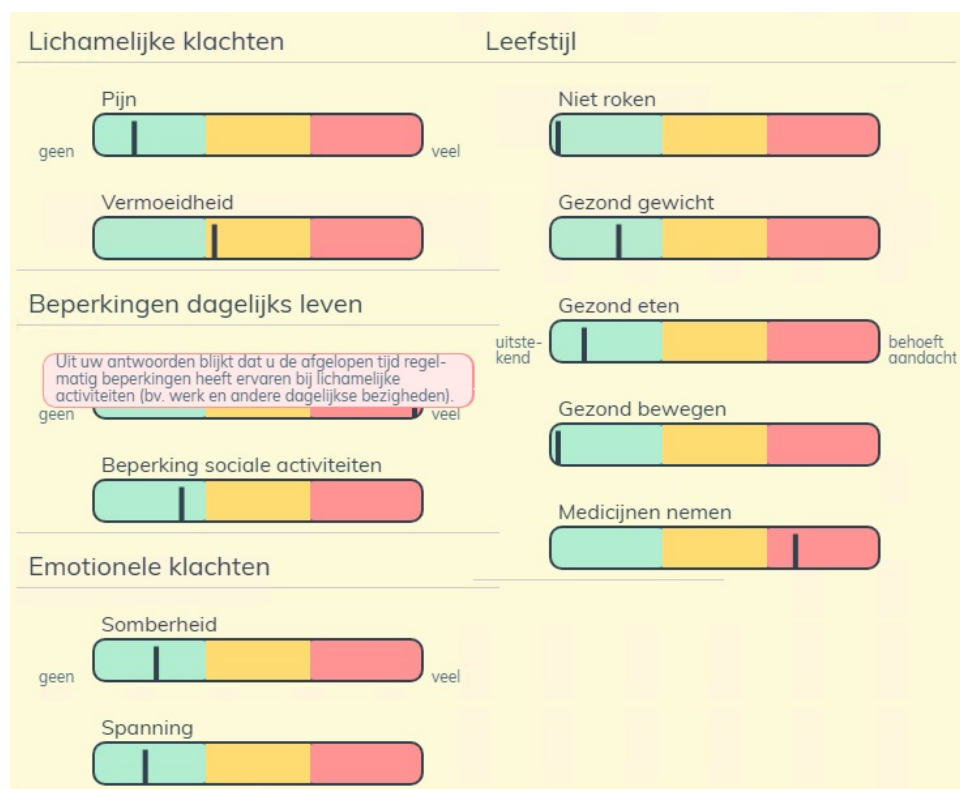 Lichamelijke klachten
Pijn
geen
veel
Vermoeidheid
Beperkingen dagelijks leven
Uit uw antwoorden blijkt dat u de afgelopen tijd regel-
matig beperkingen heeft ervaren bij lichamelijke
activiteiten (bv. werk en andere dagelijkse bezigheden).
geen
veel
Beperking sociale activiteiten
Emotionele klachten
Somberheid
geen
veel
Spanning
Leefstijl
Niet roken
Gezond gewicht
Gezond eten
uitste-
kend
behoeft
aandacht
Gezond bewegen
Medicijnen nemen